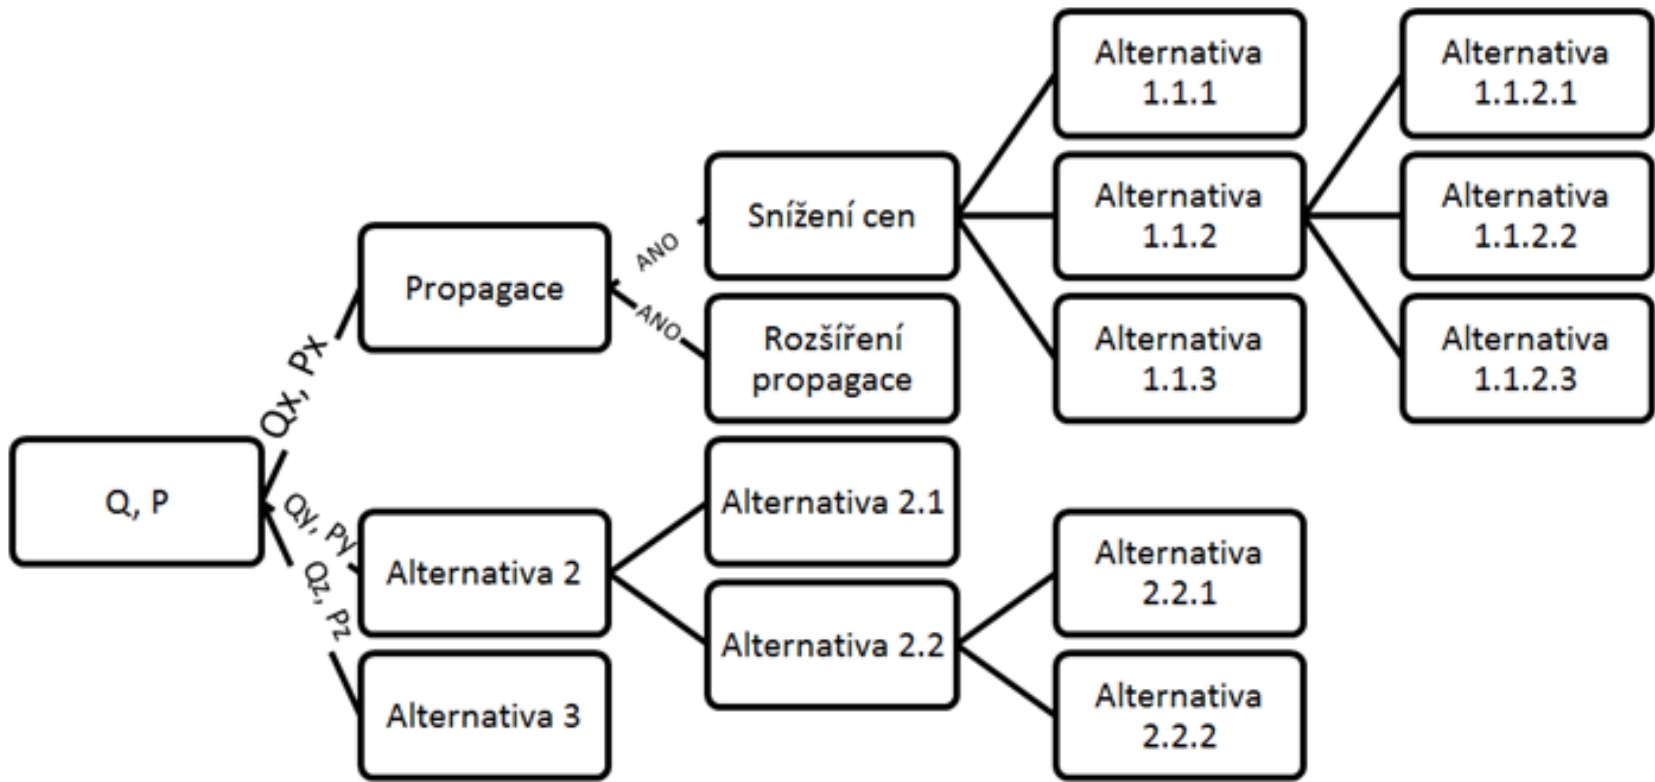 Alternativa
1.1.1
Alternativa
1.1.2.1
Snížení cen
Alternativa
1.1.2
Alternativa
1.1.2.2
Propagace
ANO
ANO
Rozšíření
propagace
Alternativa
1.1.3
Alternativa
1.1.2.3
Qx, Px
Q, P
Qy, Py
Qz, Pz
Alternativa 2
Alternativa 2.1
Alternativa 2.2
Alternativa
2.2.1
Alternativa 3
Alternativa
2.2.2